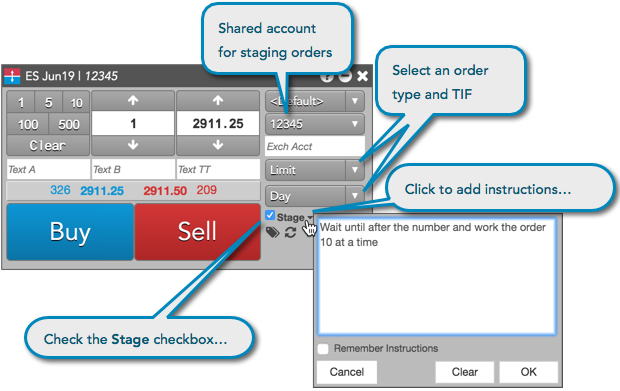 Shared account
for staging orders
ES Jun19 | 12345
Select an order
type and TIF
1 5 10
100 500
Clear
1
2911.25
<Default>
12345
Exch Acct
Limit
Day
Text A
Text B
Text TT
326 2911.25 2911.50 209
Buy
Sell
Stage
Click to add instructions...
Wait until after the number and work the order
10 at a time
Remember Instructions
Cancel
Clear
OK
Check the Stage checkbox...